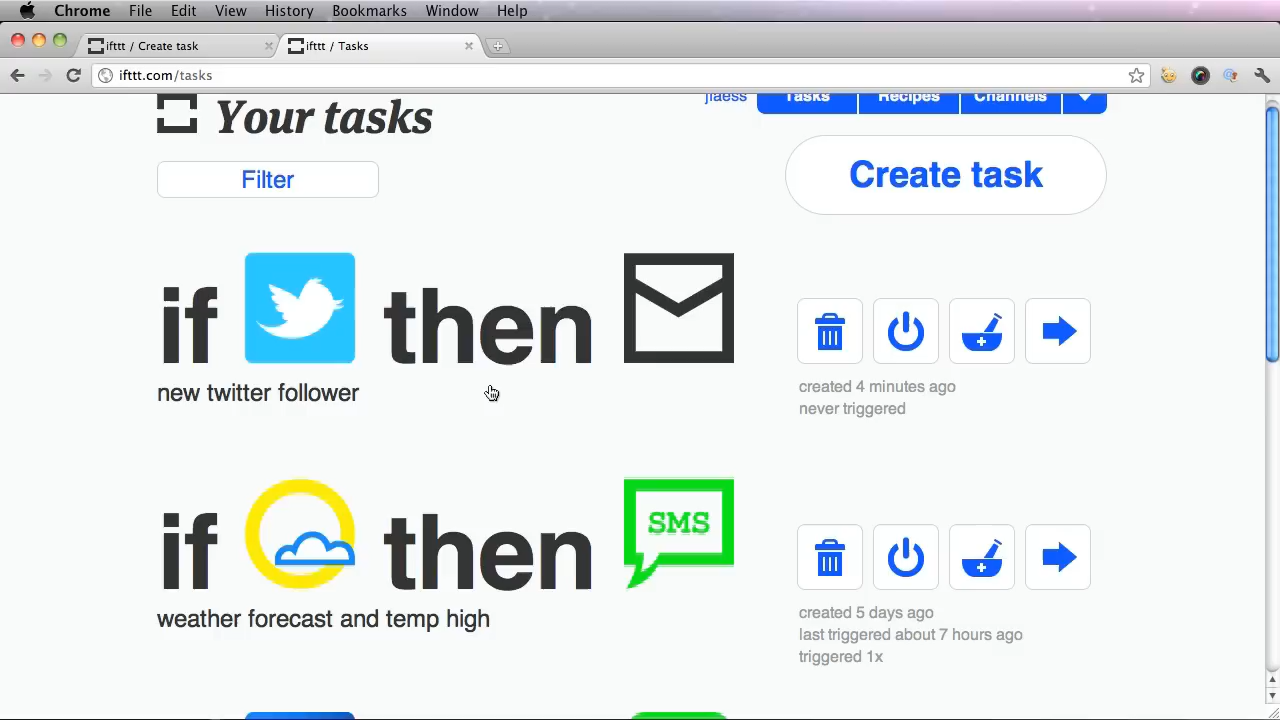 Chrome File Edit View History Bookmarks Window Help
ifttt / Create task
ifttt / Tasks
ifttt.com/tasks
Your tasks
jlaess
Tasks
Recipes
Channels
Filter
Create task
if then
new twitter follower
created 4 minutes ago
never triggered
if then
SMS
weather forecast and temp high
created 5 days ago
last triggered about 7 hours ago
triggered 1x